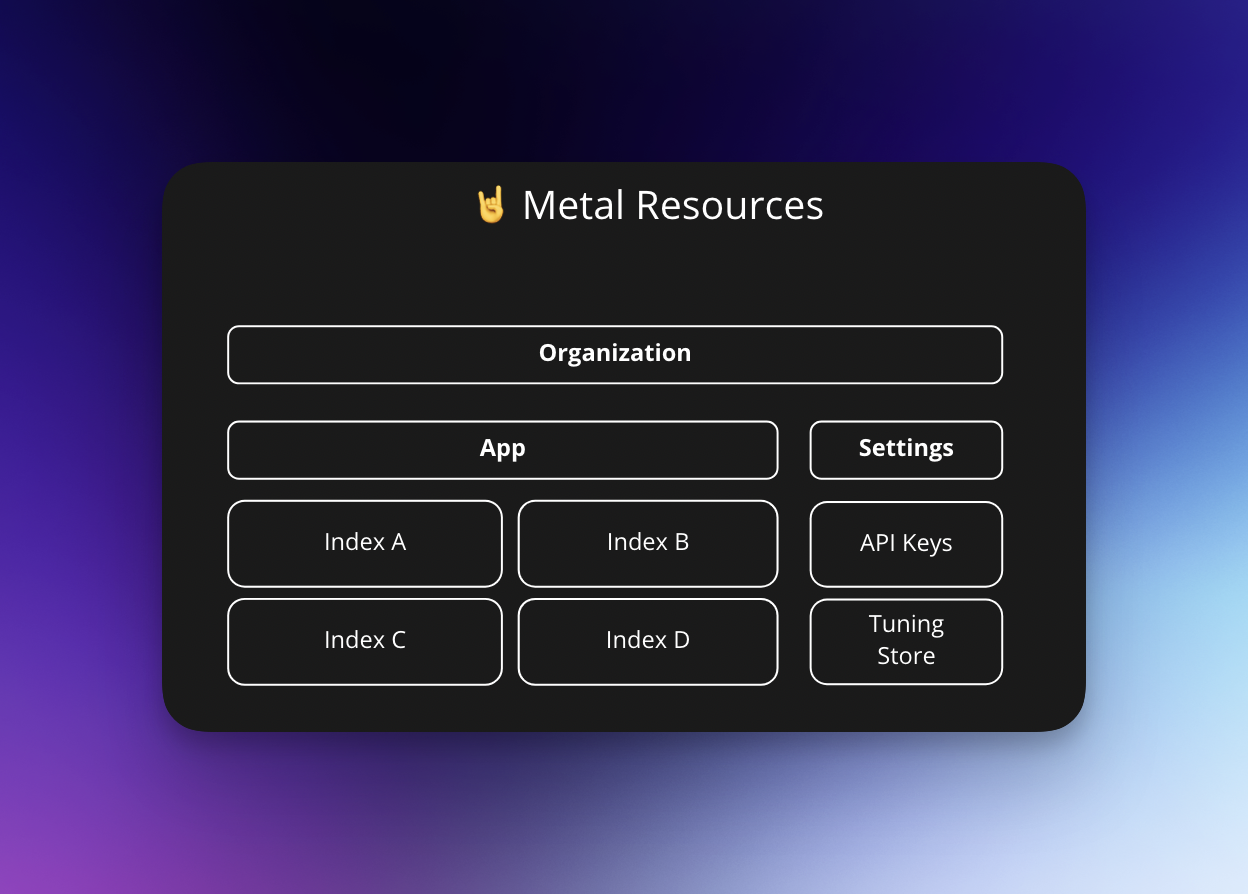 🤘 Metal Resources
Organization
App
Settings
Index A
Index B
API Keys
Index C
Index D
Tuning
Store